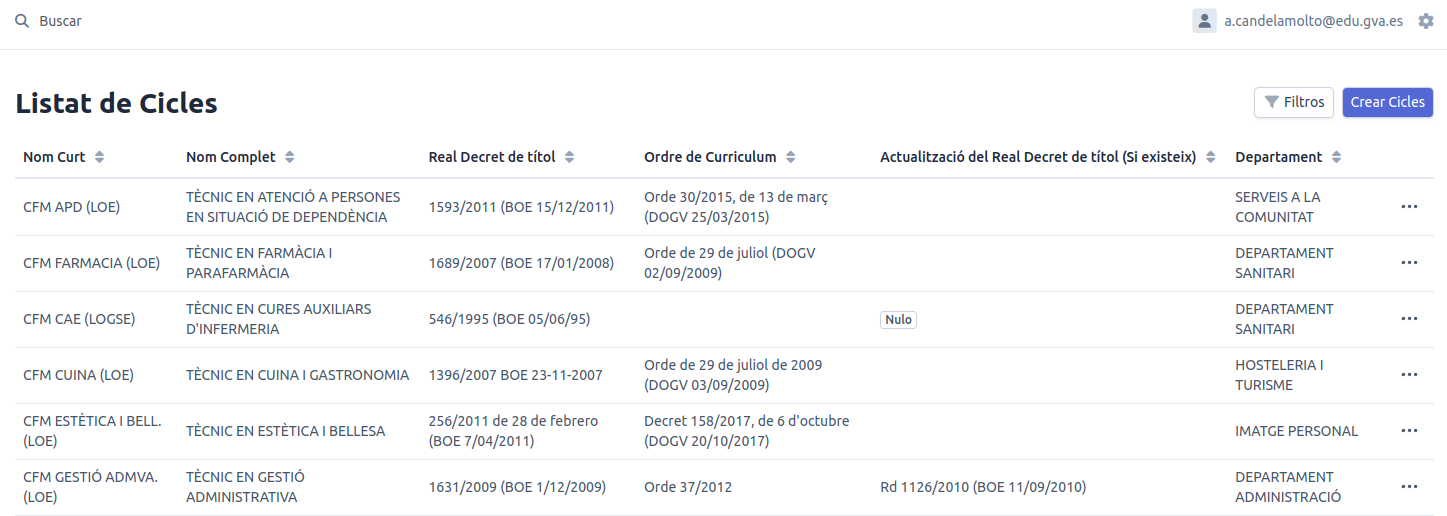 Buscar
a.candelamolto@edu.gva.es
Listat de Cicles
Filtros
Crear Cicles
Nom Curt
Nom Complet
Real Decret de títol
Ordre de Curriculum
Actualització del Real Decret de títol (Si existeix)
Departament
CFM APD (LOE)
TÈCNIC EN ATENCIÓ A PERSONES
EN SITUACIÓ DE DEPENDÈNCIA
1593/2011 (BOE 15/12/2011)
Orde 30/2015, de 13 de març
(DOGV 25/03/2015)
SERVEIS A LA
COMUNITAT
CFM FARMACIA (LOE)
TÈCNIC EN FARMÀCIA I
PARAFARMÀCIA
1689/2007 (BOE 17/01/2008)
Orde de 29 de juliol (DOGV
02/09/2009)
DEPARTAMENT
SANITARI
CFM CAE (LOGSE)
TÈCNIC EN CURES AUXILIARS
D'INFERMERIA
546/1995 (BOE 05/06/95)
Nulo
DEPARTAMENT
SANITARI
CFM CUINA (LOE)
TÈCNIC EN CUINA I GASTRONOMIA
1396/2007 BOE 23-11-2007
Orde de 29 de juliol de 2009
(DOGV 03/09/2009)
HOSTELERIA I
TURISME
CFM ESTÈTICA I BELL.
(LOE)
TÈCNIC EN ESTÈTICA I BELLESA
256/2011 de 28 de febrero
(BOE 7/04/2011)
Decret 158/2017, de 6 d'octubre
(DOGV 20/10/2017)
IMATGE PERSONAL
CFM GESTIÓ ADMVA.
(LOE)
TÈCNIC EN GESTIÓ
ADMINISTRATIVA
1631/2009 (BOE 1/12/2009)
Orde 37/2012
Rd 1126/2010 (BOE 11/09/2010)
DEPARTAMENT
ADMINISTRACIÓ